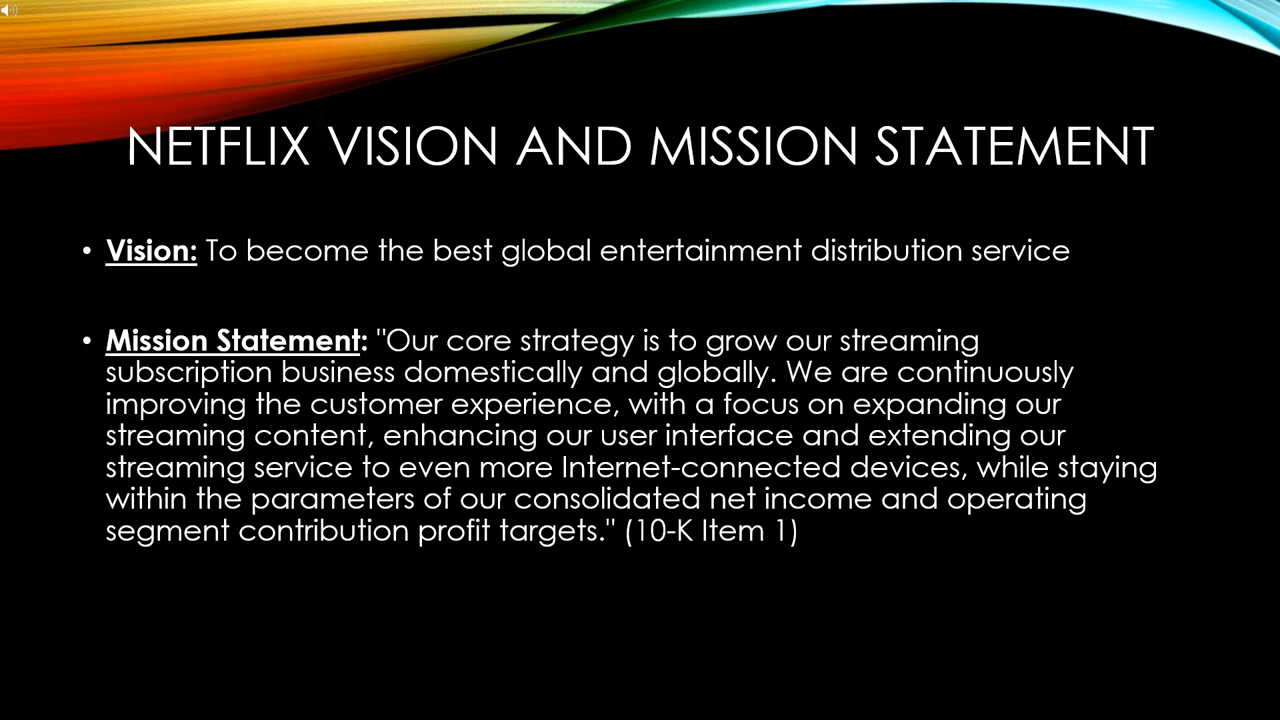 NETFLIX VISION AND MISSION STATEMENT
• Vision: To become the best global entertainment distribution service
• Mission Statement: "Our core strategy is to grow our streaming
subscription business domestically and globally. We are continuously
improving the customer experience, with a focus on expanding our
streaming content, enhancing our user interface and extending our
streaming service to even more Internet-connected devices, while staying
within the parameters of our consolidated net income and operating
segment contribution profit targets." (10-K Item 1)